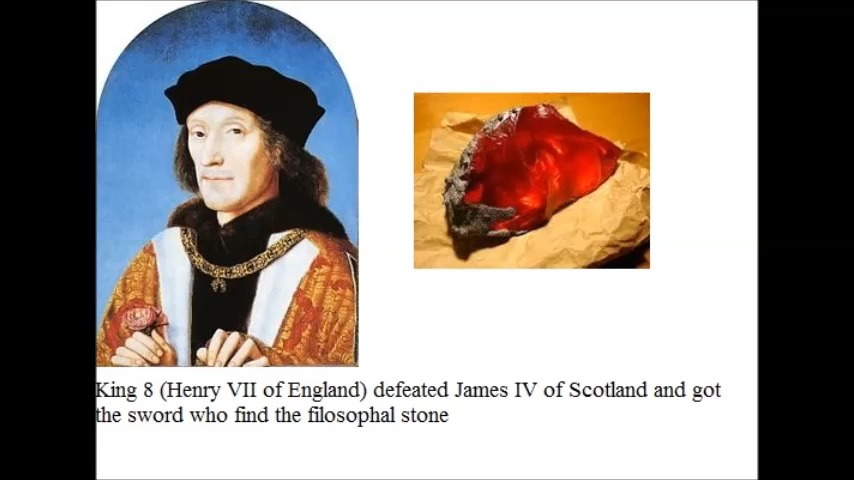 King 8 (Henry VII of England) defeated James IV of Scotland and got
the sword who find the filosophal stone